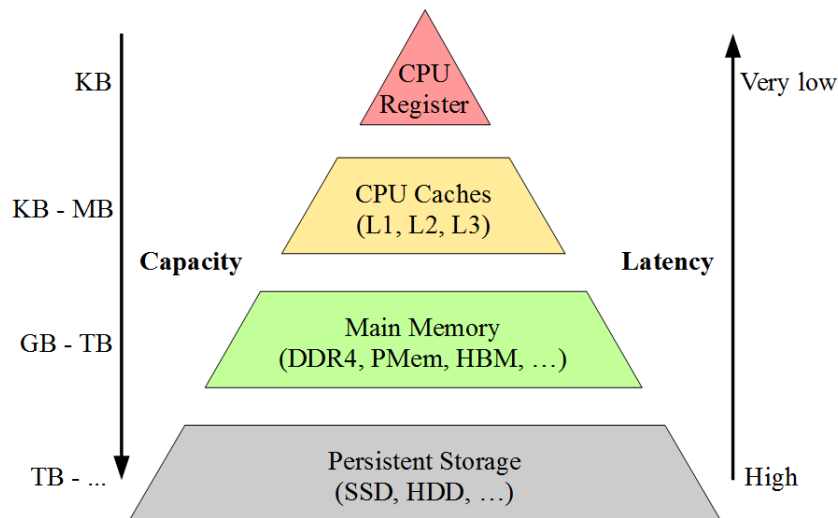 KB
CPU
Register
Very low
KB - MB
CPU Caches
(L1, L2, L3)
Capacity
Latency
GB - TB
Main Memory
(DDR4, PMem, HBM, …)
TB - ...
Persistent Storage
(SSD, HDD, …)
High